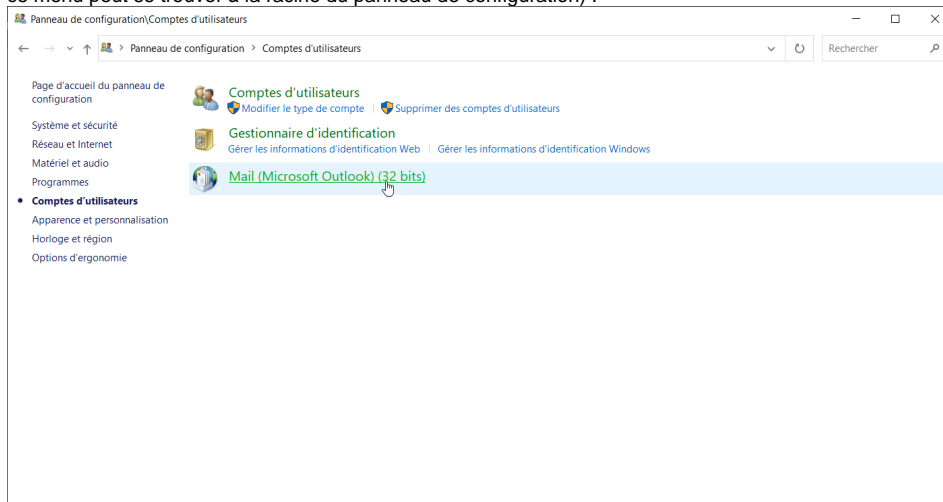 ce menu peut se trouver à la racine du panneau de configuration) :
Panneau de configuration\Comptes d'utilisateurs
Panneau de configuration > Comptes d'utilisateurs
Rechercher
Page d'accueil du panneau de
configuration
Système et sécurité
Réseau et Internet
Matériel et audio
Programmes
Comptes d'utilisateurs
Apparence et personnalisation
Horloge et région
Options d'ergonomie
Comptes d'utilisateurs
Modifier le type de compte | Supprimer des comptes d'utilisateurs
Gestionnaire d'identification
Gérer les informations d'identification Web | Gérer les informations d'identification Windows
Mail (Microsoft Outlook) (32 bits)